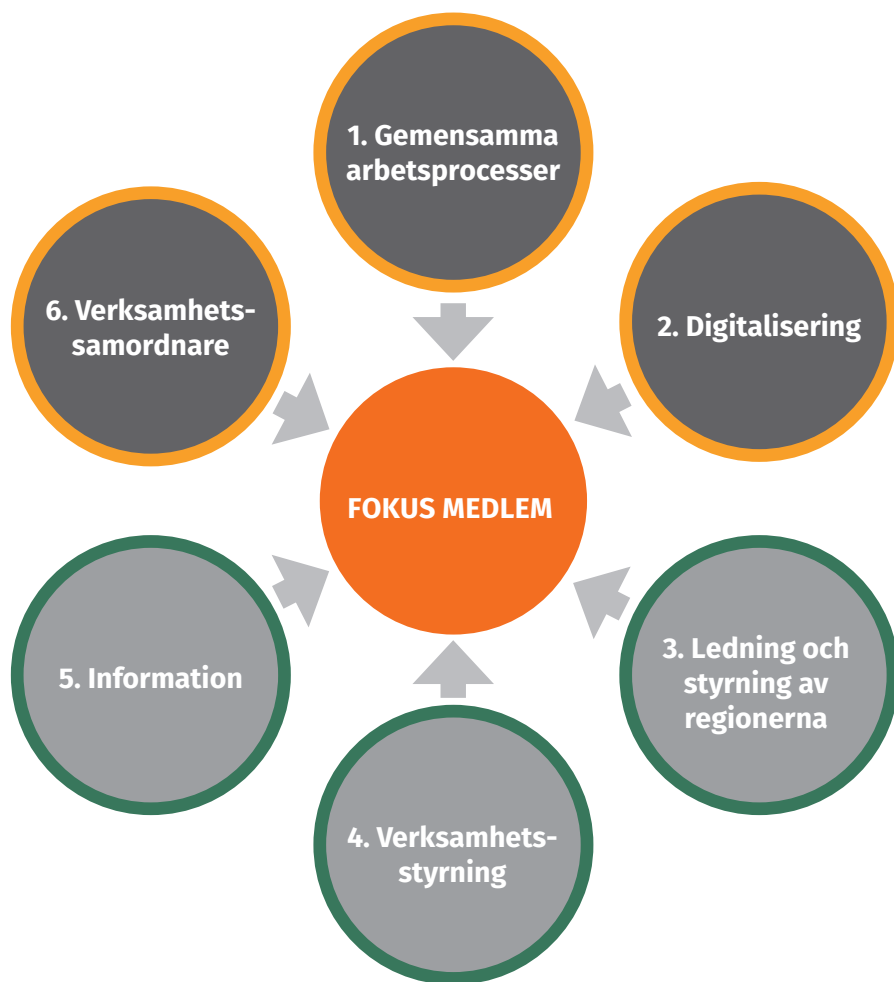 1. Gemensamma
arbetsprocesser
2. Digitalisering
3. Ledning och
styrning av
regionerna
4. Verksamhets-
styrning
5. Information
6. Verksamhets-
samordnare
FOKUS MEDLEM